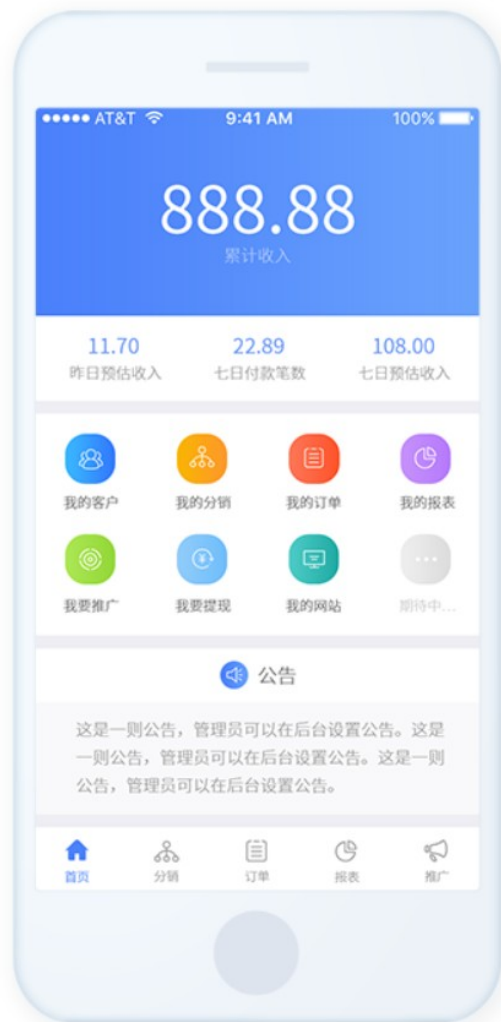 AT&T 9:41 AM 100%
888.88
累计收入
11.70 22.89 108.00
昨日预估收入 七日付款笔数 七日预估收入
我的客户 我的分销 我的订单 我的报表
我要推广 我要提现 我的网站 期待中...
公告
这是一则公告，管理员可以在后台设置公告。这是
一则公告，管理员可以在后台设置公告。这是一则
公告，管理员可以在后台设置公告。
首页 分销 订单 报表 推广